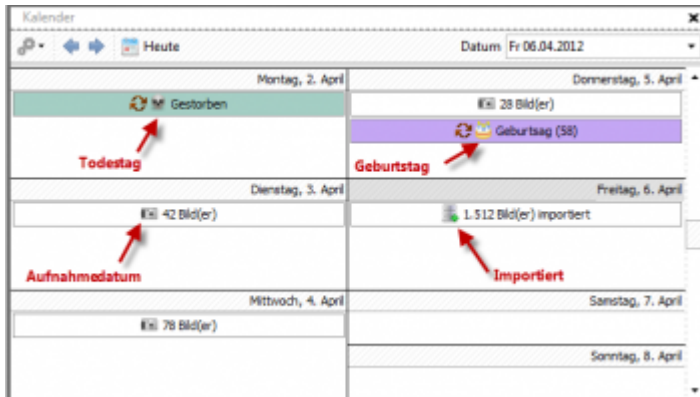 Kalender
Heute
Datum Fr 06.04.2012
Montag, 2. April
Gestorben
Todestag
Dienstag, 3. April
42 Bild(er)
Aufnahmedatum
Mittwoch, 4. April
78 Bild(er)
Donnerstag, 5. April
28 Bild(er)
Geburtsag (58)
Geburtstag
Freitag, 6. April
1.512 Bild(er) importiert
Importiert
Samstag, 7. April
Sonntag, 8. April